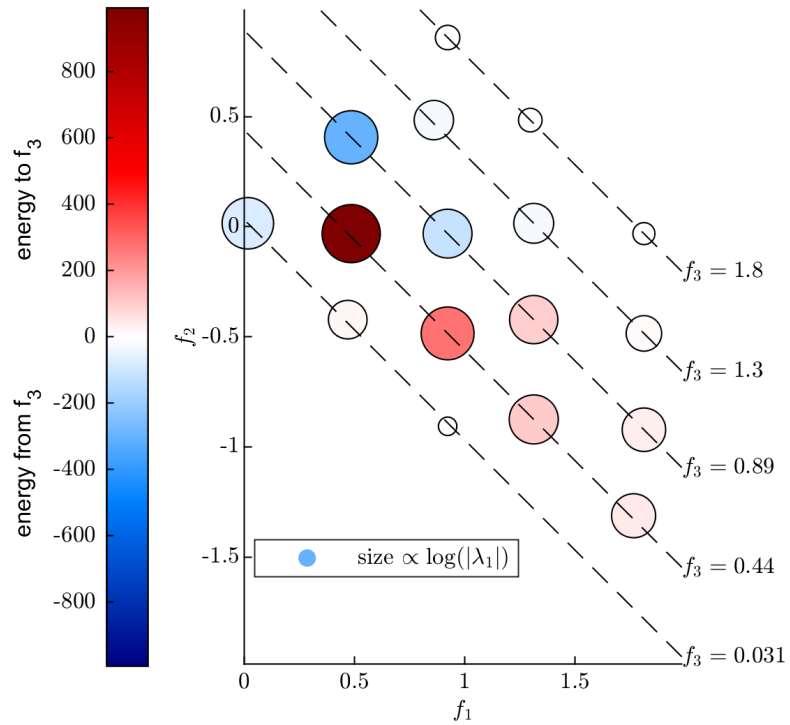 800
600
400
200
0
-200
-400
-600
-800
energy to f₃
energy from f₃
0.5
0
-0.5
-1
-1.5
f₂
0
0.5
1
1.5
f₁
f₃ = 1.8
f₃ = 1.3
f₃ = 0.89
f₃ = 0.44
f₃ = 0.031
size ∝ log(|λ₁|)